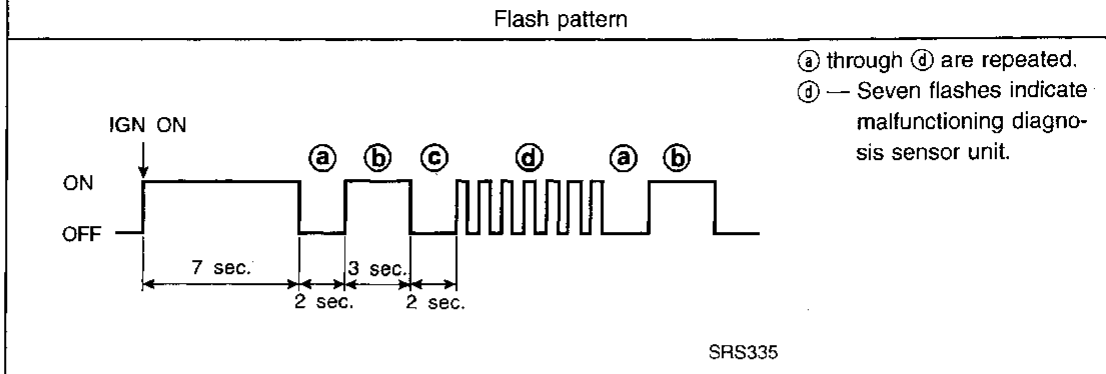 Flash pattern
ⓐ through ⓓ are repeated.
ⓓ — Seven flashes indicate
malfunctioning diagno-
sis sensor unit.
IGN ON
ⓐ ⓑ ⓒ ⓓ ⓐ ⓑ
ON
OFF
7 sec. 3 sec.
2 sec. 2 sec.
SRS335